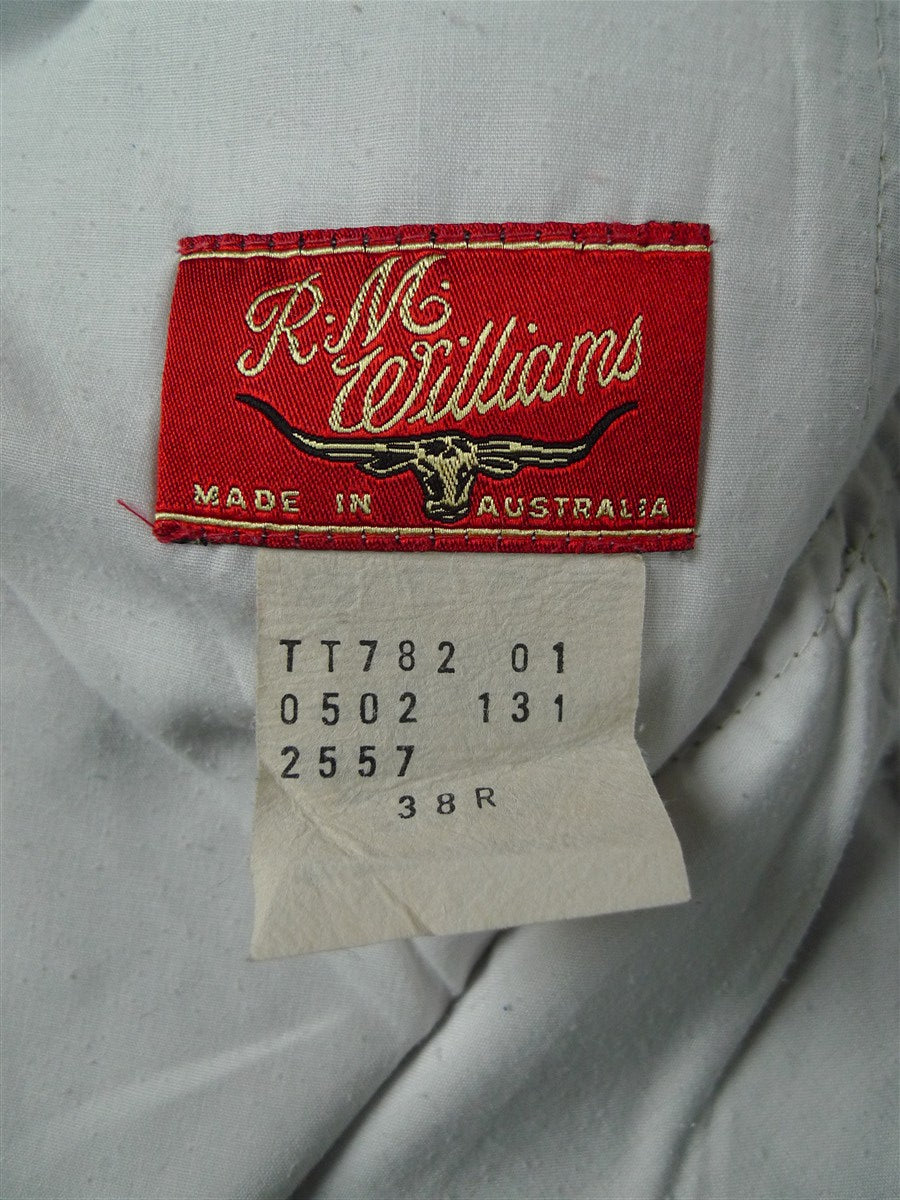 R.M.
Williams
MADE IN AUSTRALIA
TT782 01
0502 131
2557
38R